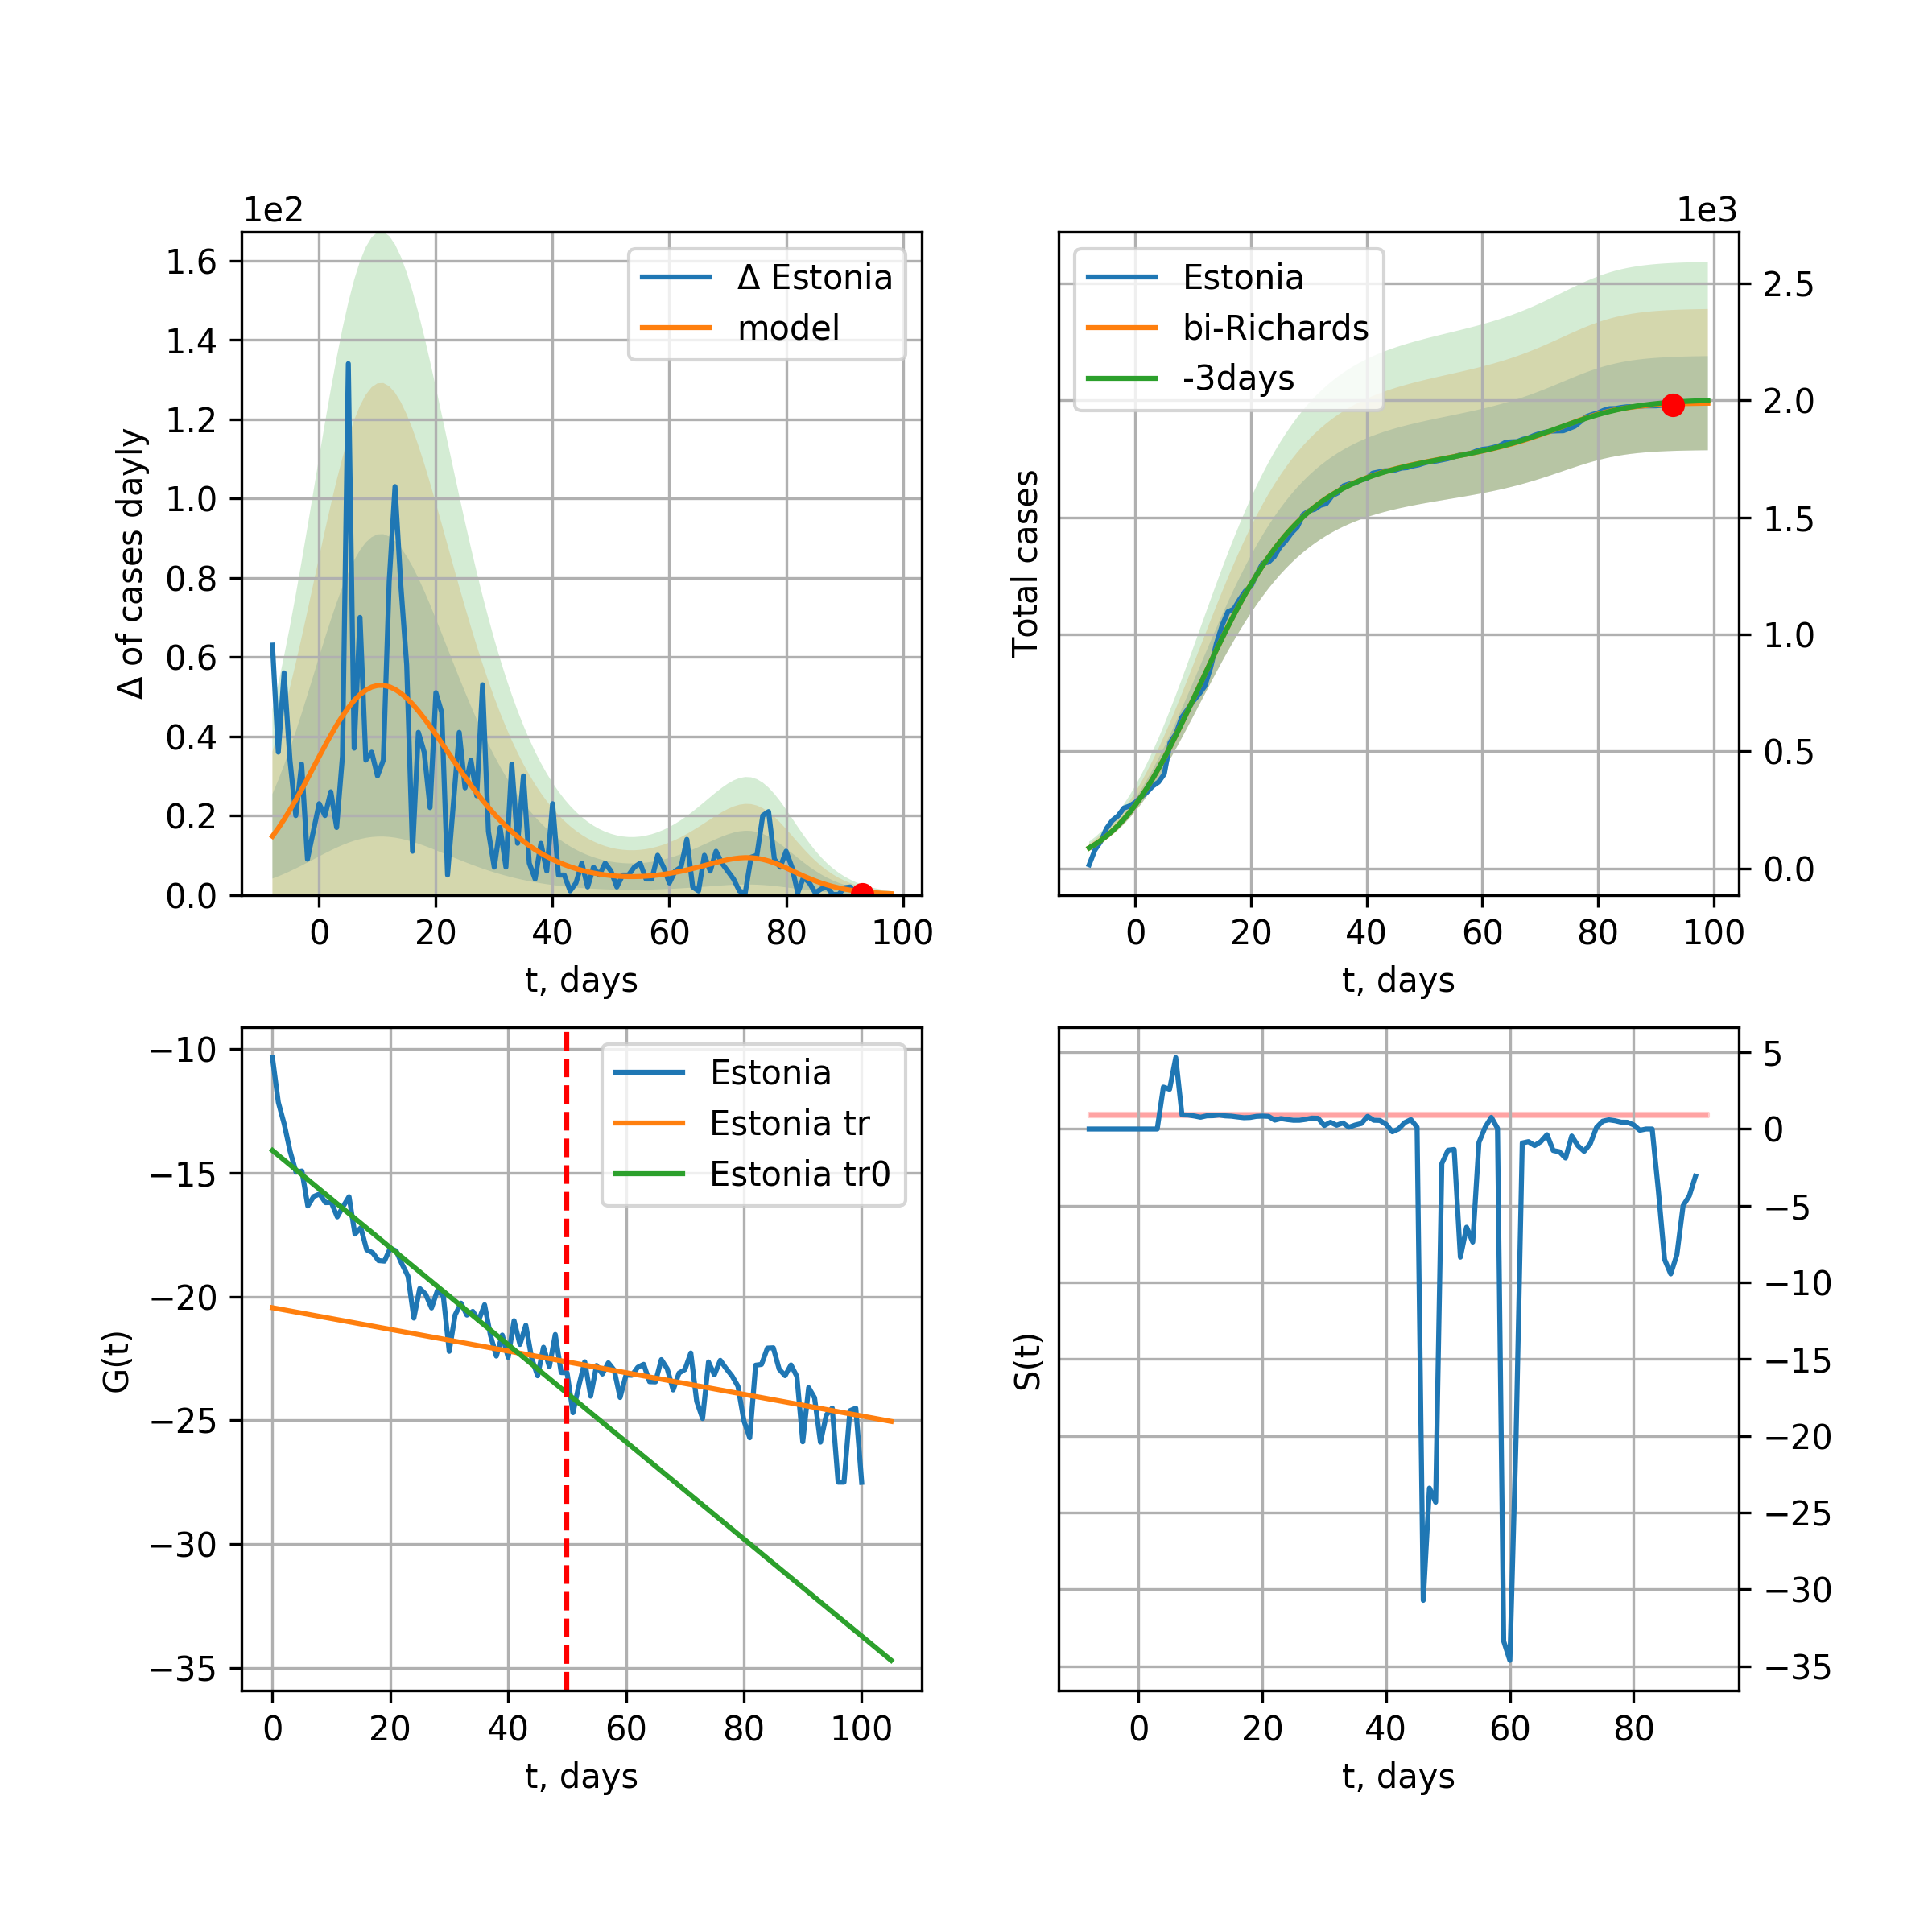 1e2
1.6
1.4
1.2
1.0
0.8
0.6
0.4
0.2
0.0
Δ of cases dayly
Δ Estonia
model
0 20 40 60 80 100
t, days
1e3
Estonia
bi-Richards
-3days
Total cases
2.5
2.0
1.5
1.0
0.5
0.0
0 20 40 60 80 100
t, days
−10
−15
−20
−25
−30
−35
G(t)
Estonia
Estonia tr
Estonia tr0
0 20 40 60 80 100
t, days
S(t)
5
0
−5
−10
−15
−20
−25
−30
−35
0 20 40 60 80
t, days